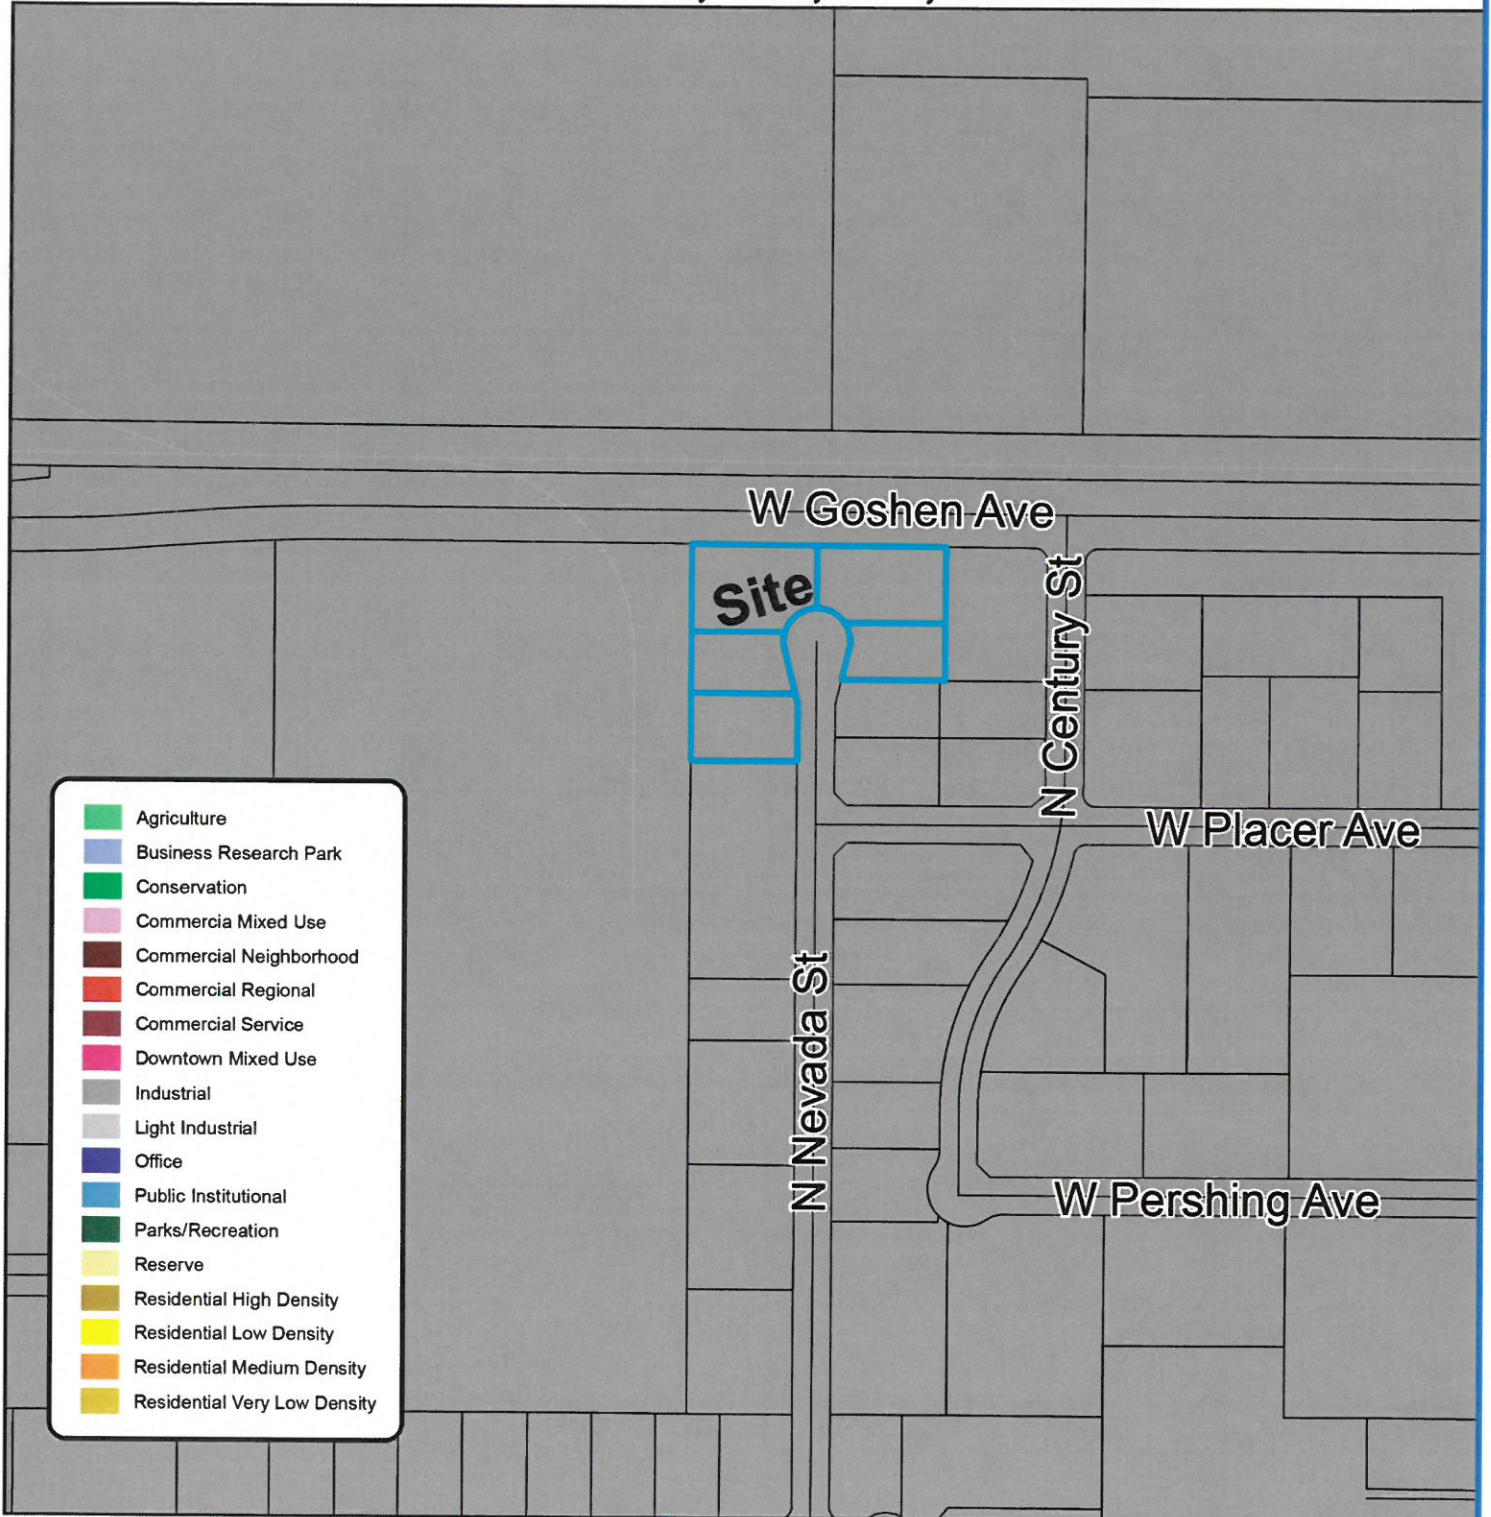 W Goshen Ave
Site
N Century St
W Placer Ave
N Nevada St
W Pershing Ave
Agriculture
Business Research Park
Conservation
Commercia Mixed Use
Commercial Neighborhood
Commercial Regional
Commercial Service
Downtown Mixed Use
Industrial
Light Industrial
Office
Public Institutional
Parks/Recreation
Reserve
Residential High Density
Residential Low Density
Residential Medium Density
Residential Very Low Density